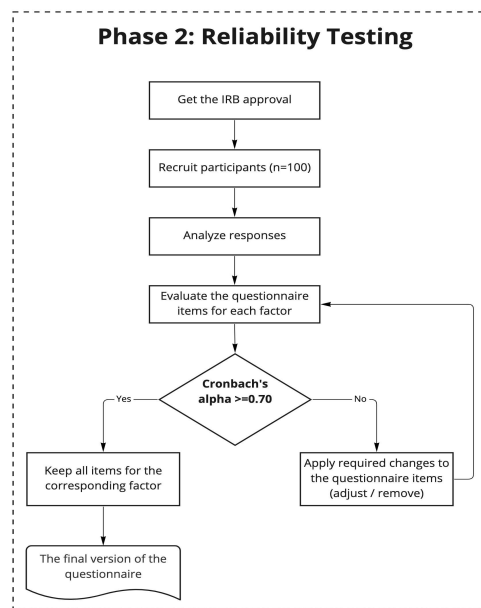 Phase 2: Reliability Testing
Get the IRB approval
Recruit participants (n=100)
Analyze responses
Evaluate the questionnaire
items for each factor
Cronbach's
alpha >=0.70
Yes
No
Keep all items for the
corresponding factor
Apply required changes to
the questionnaire items
(adjust / remove)
The final version of the
questionnaire